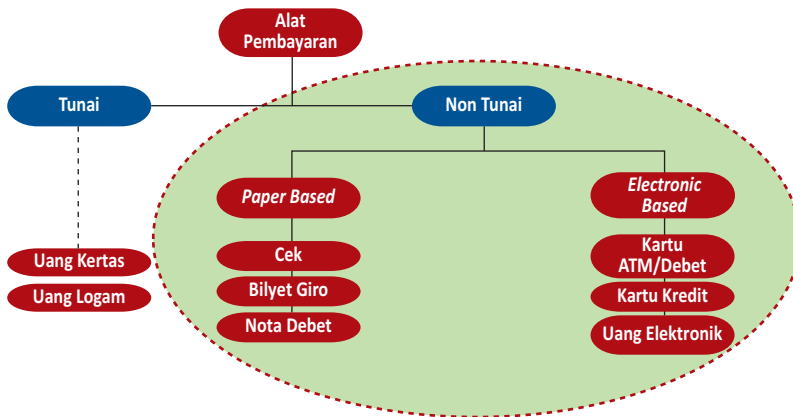 Alat
Pembayaran
Tunai
Non Tunai
Paper Based
Electronic
Based
Uang Kertas
Uang Logam
Cek
Bilyet Giro
Nota Debet
Kartu
ATM/Debet
Kartu Kredit
Uang Elektronik